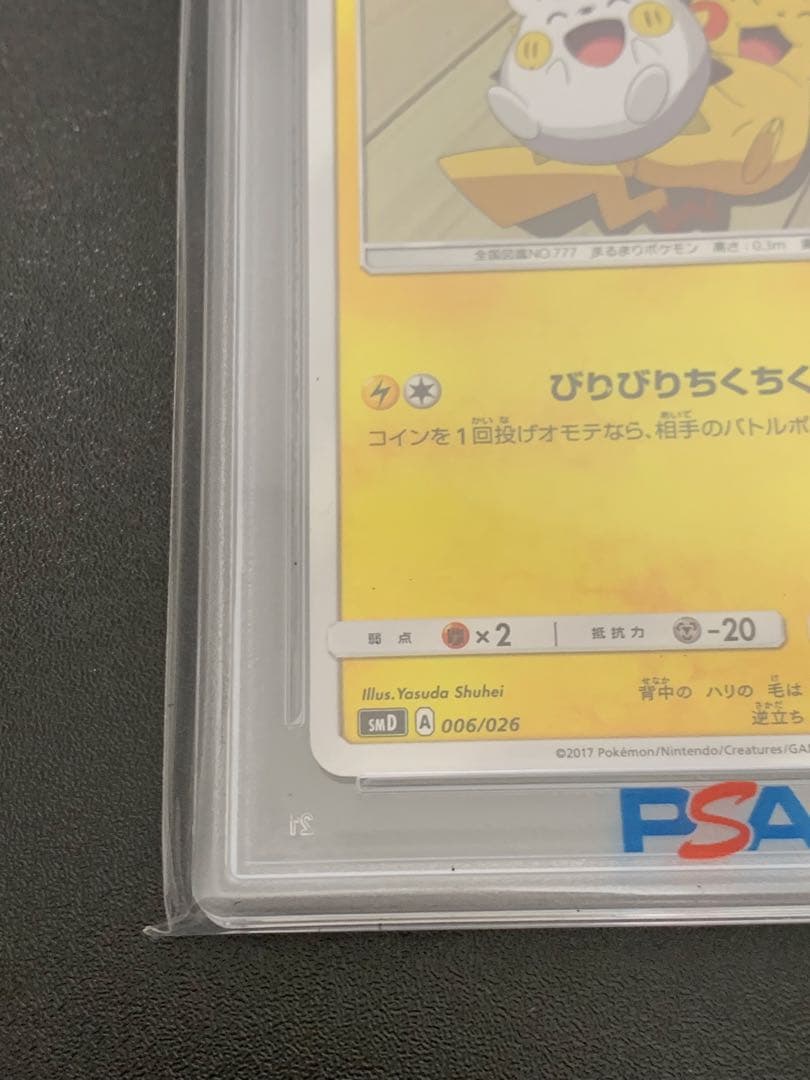 全国図鑑NO.777 まるまりポケモン 高さ:0.3m
びりびりちくちく
コインを1回投げオモテなら、相手のバトルポ
弱点 ×2 抵抗力 -20
Illus.Yasuda Shuhei
背中の ハリの 毛は
SMD A 006/026
逆立ち
©2017 Pokémon/Nintendo/Creatures/GA
PSA
21